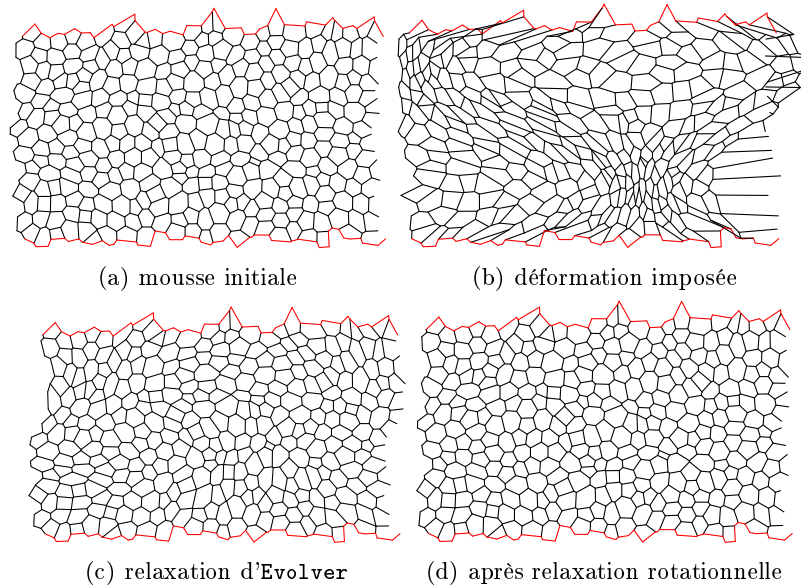 (a) mousse initiale
(b) déformation imposée
(c) relaxation d'Evolver
(d) après relaxation rotationnelle